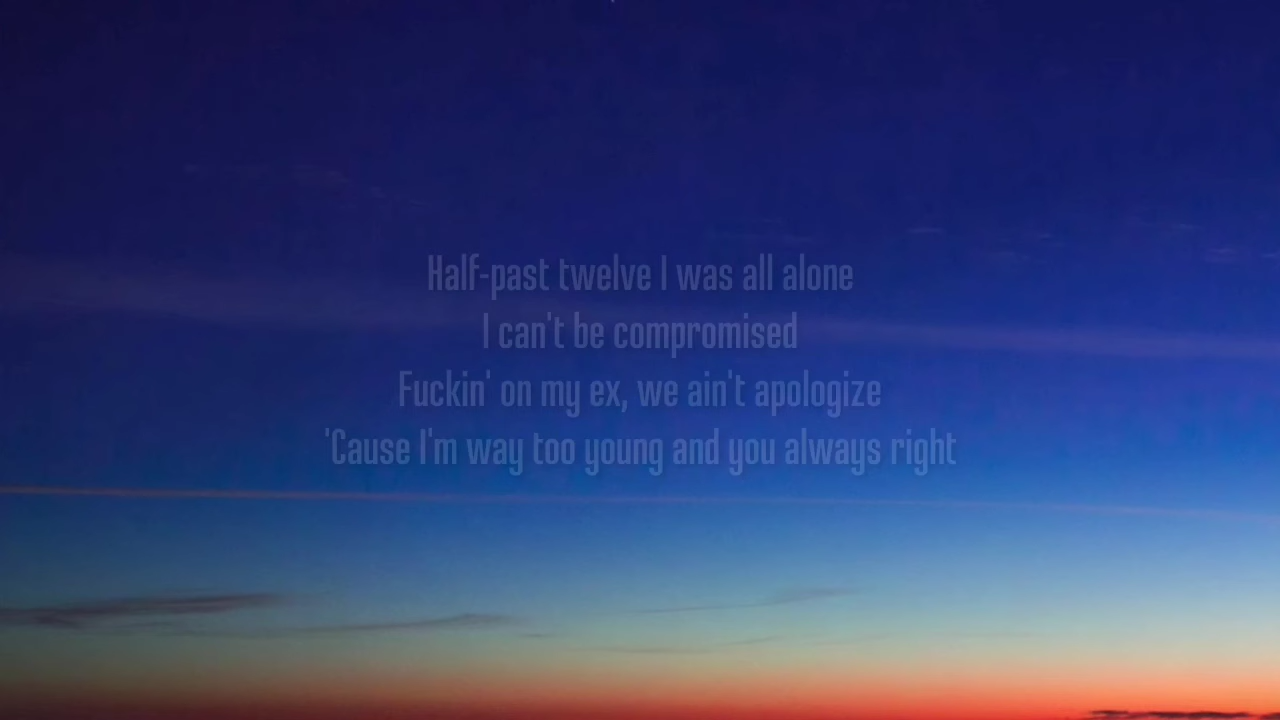 Half-past twelve I was all alone
I can't be compromised
Fuckin' on my ex, we ain't apologize
'Cause I'm way too young and you always right